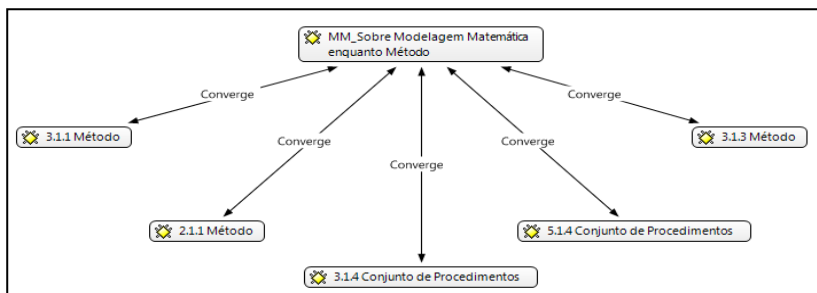 MM_Sobre Modelagem Matemática
enquanto Método
Converge
Converge
3.1.1 Método
3.1.3 Método
Converge
Converge
Converge
2.1.1 Método
5.1.4 Conjunto de Procedimentos
3.1.4 Conjunto de Procedimentos